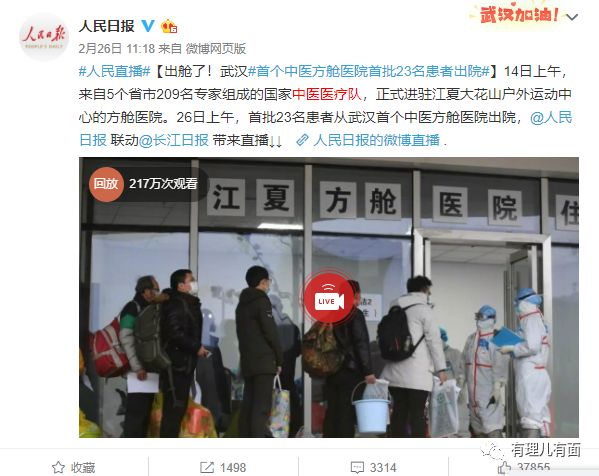 人民日报
PEOPLE'S DAILY
人民日报
武汉加油!
2月26日 11:18 来自 微博网页版
#人民直播#【出舱了！武汉#首个中医方舱医院首批23名患者出院#】14日上午，
来自5个省市209名专家组成的国家中医医疗队，正式进驻江夏大花山户外运动中
心的方舱医院。26日上午，首批23名患者从武汉首个中医方舱医院出院，@人民
日报 联动@长江日报 带来直播↓↓ 人民日报的微博直播 .
回放 217万次观看
江夏方舱医院住
LIVE
有理儿有面
收藏 1498 3314 37855